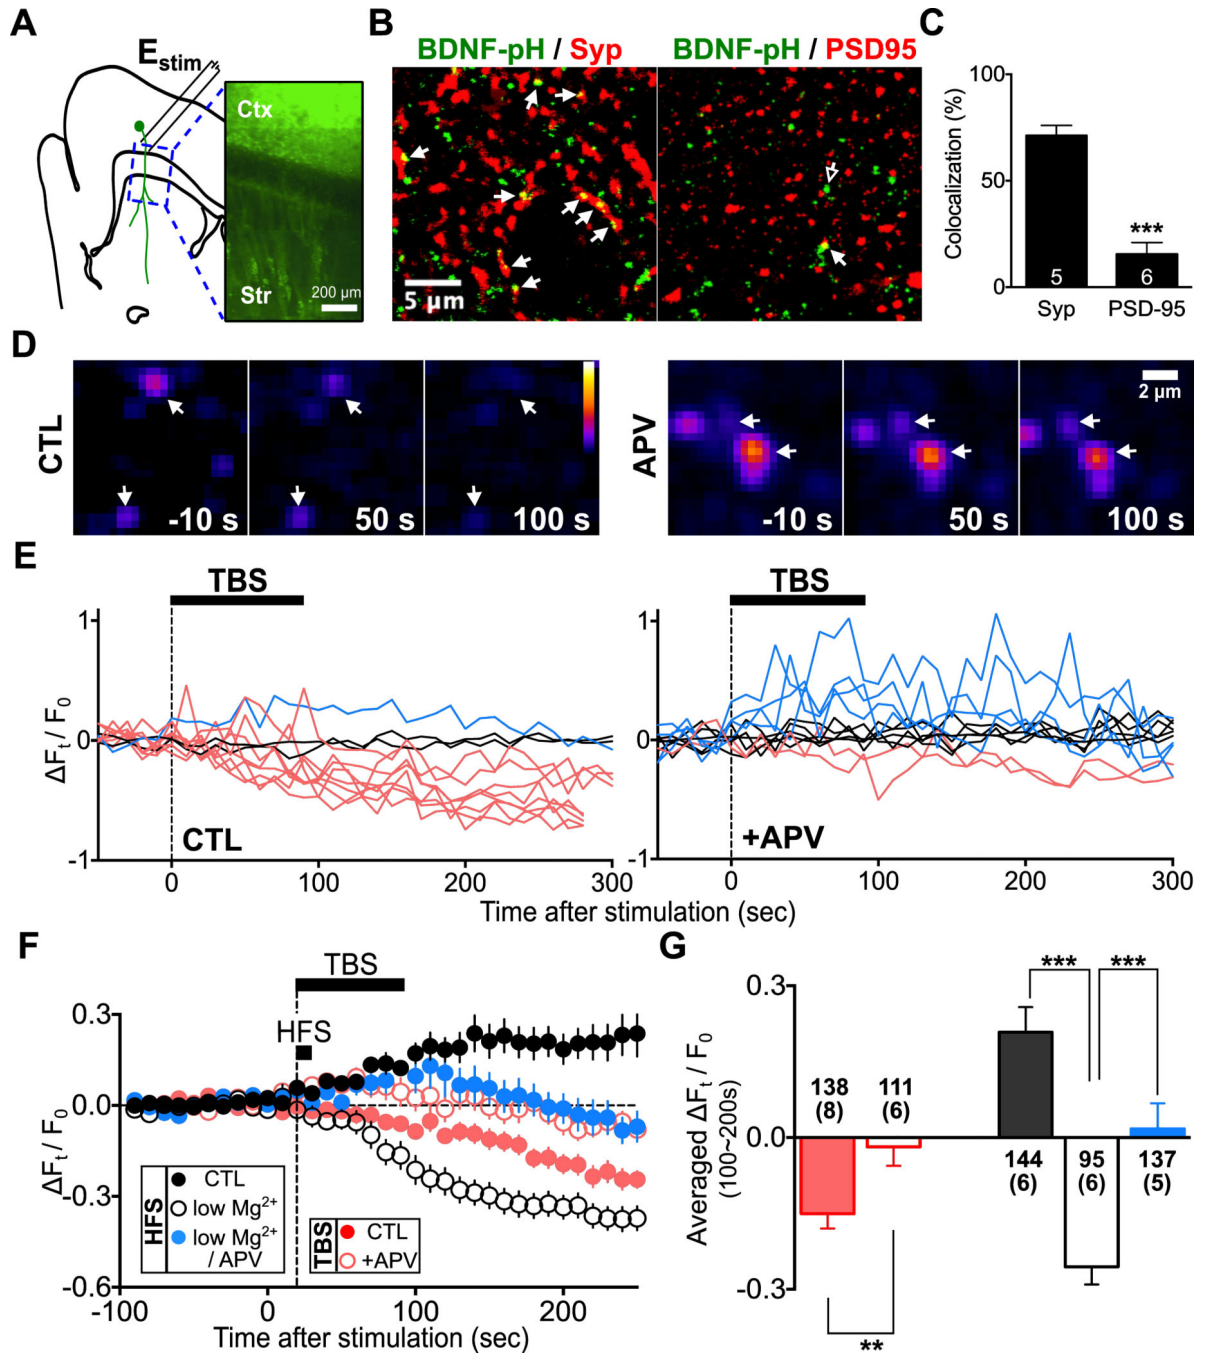 A
E_stim
Ctx
Str
200 µm
B
BDNF-pH / Syp
BDNF-pH / PSD95
5 µm
C
Colocalization (%)
100
50
0
***
5
6
Syp
PSD-95
D
CTL
-10 s
50 s
100 s
APV
2 µm
-10 s
50 s
100 s
E
TBS
TBS
ΔF_t / F_0
1
0
-1
CTL
0
100
200
300
1
0
-1
+APV
0
100
200
300
Time after stimulation (sec)
F
TBS
HFS
ΔF_t / F_0
0.3
0.0
-0.3
-0.6
HFS
CTL
low Mg²⁺
low Mg²⁺
/ APV
TBS
CTL
+APV
-100
0
100
200
Time after stimulation (sec)
G
Averaged ΔF_t / F_0
(100~200s)
0.3
0.0
-0.3
***
***
138
(8)
111
(6)
144
(6)
95
(6)
137
(5)
**